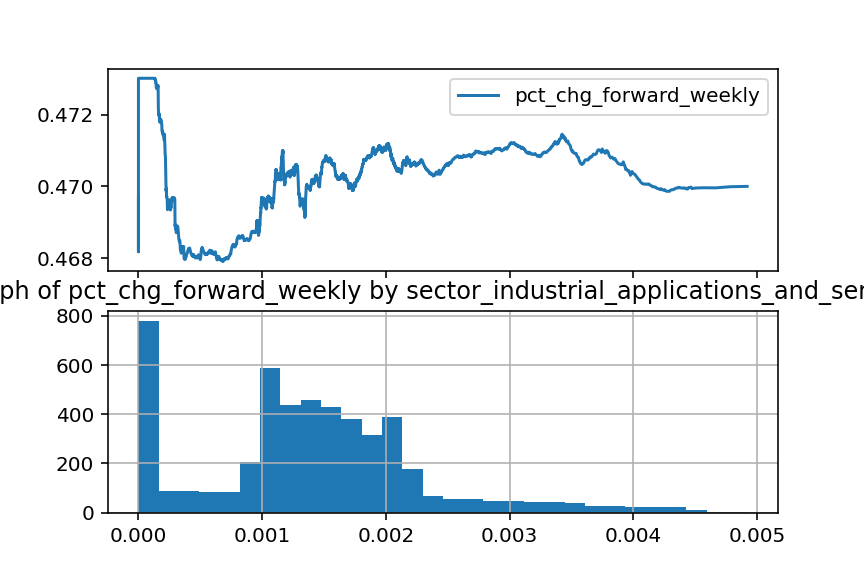 pct_chg_forward_weekly
0.472
0.470
0.468
ph of pct_chg_forward_weekly by sector_industrial_applications_and_ser
800
600
400
200
0
0.000 0.001 0.002 0.003 0.004 0.005